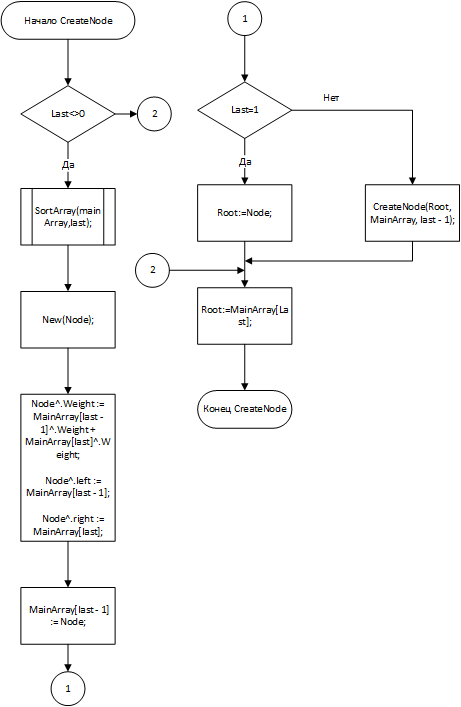 Начало CreateNode
Last<>0
2
Да
SortArray(main
Array,last);
New(Node);
Node^.Weight :=
MainArray[last -
1]^.Weight +
MainArray[last]^.W
eight;
Node^.left :=
MainArray[last - 1];
Node^.right :=
MainArray[last];
MainArray[last - 1]
:= Node;
1
1
Last=1
Нет
Да
Root:=Node;
CreateNode(Root,
MainArray, last - 1);
2
Root:=MainArray[La
st];
Конец CreateNode